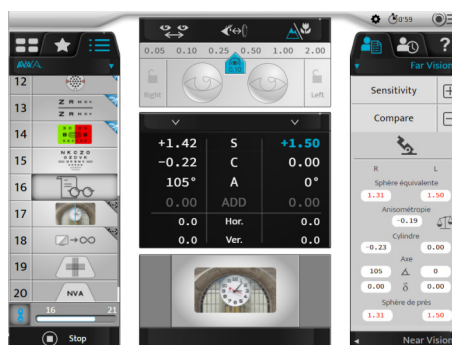 0'59
AWA
12
13
14
15
N K C Z O
16
17
18
→∞
19
20 NVA
16 21
Stop
0.05 0.10 0.25 0.50 1.00 2.00
0.10
Right Left
+1.42 S +1.50
−0.22 C 0.00
105° A 0°
0.00 ADD 0.00
0.0 Hor. 0.0
0.0 Ver. 0.0
?
Far Vision
Sensitivity
Compare
R L
Sphère équivalente
1.31 1.50
Anisométropie
-0.19
Cylindre
-0.23 0.00
Axe
105 0
0.00 δ 0.00
Sphère de près
1.31 1.50
Near Vision